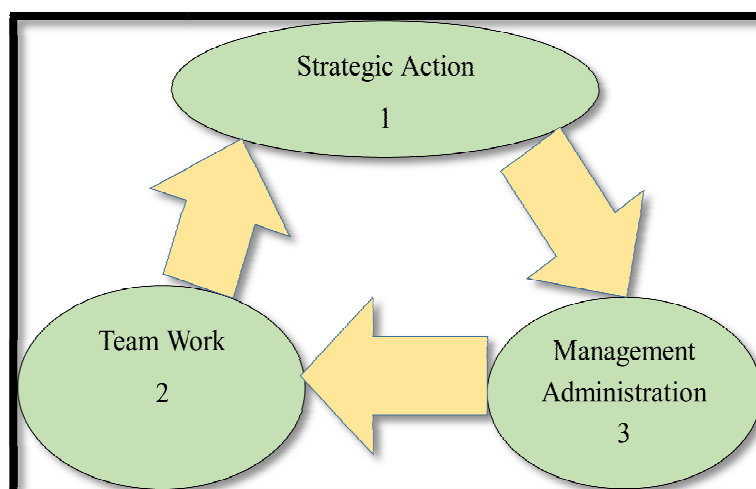 Strategic Action
1
Team Work
2
Management
Administration
3